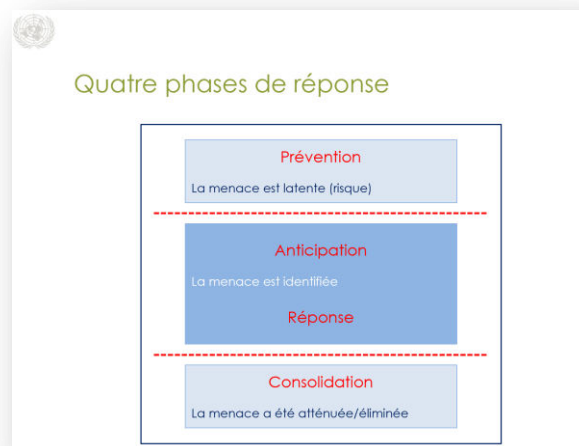 Quatre phases de réponse
Prévention
La menace est latente (risque)
Anticipation
La menace est identifiée
Réponse
Consolidation
La menace a été atténuée/éliminée